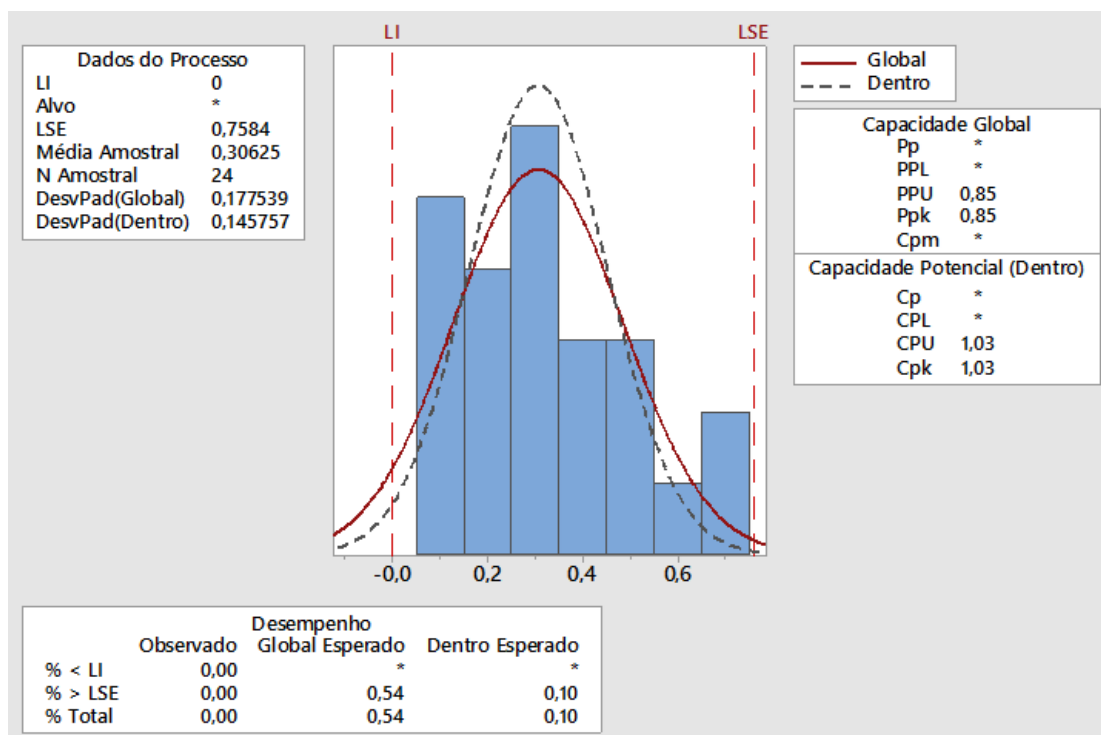 LI LSE
Dados do Processo
LI 0
Alvo *
LSE 0,7584
Média Amostral 0,30625
N Amostral 24
DesvPad(Global) 0,177539
DesvPad(Dentro) 0,145757
Global
Dentro
Capacidade Global
Pp *
PPL *
PPU 0,85
Ppk 0,85
Cpm *
Capacidade Potencial (Dentro)
Cp *
CPL *
CPU 1,03
Cpk 1,03
-0,0 0,2 0,4 0,6
Desempenho
Observado Global Esperado Dentro Esperado
% < LI 0,00 * *
% > LSE 0,00 0,54 0,10
% Total 0,00 0,54 0,10